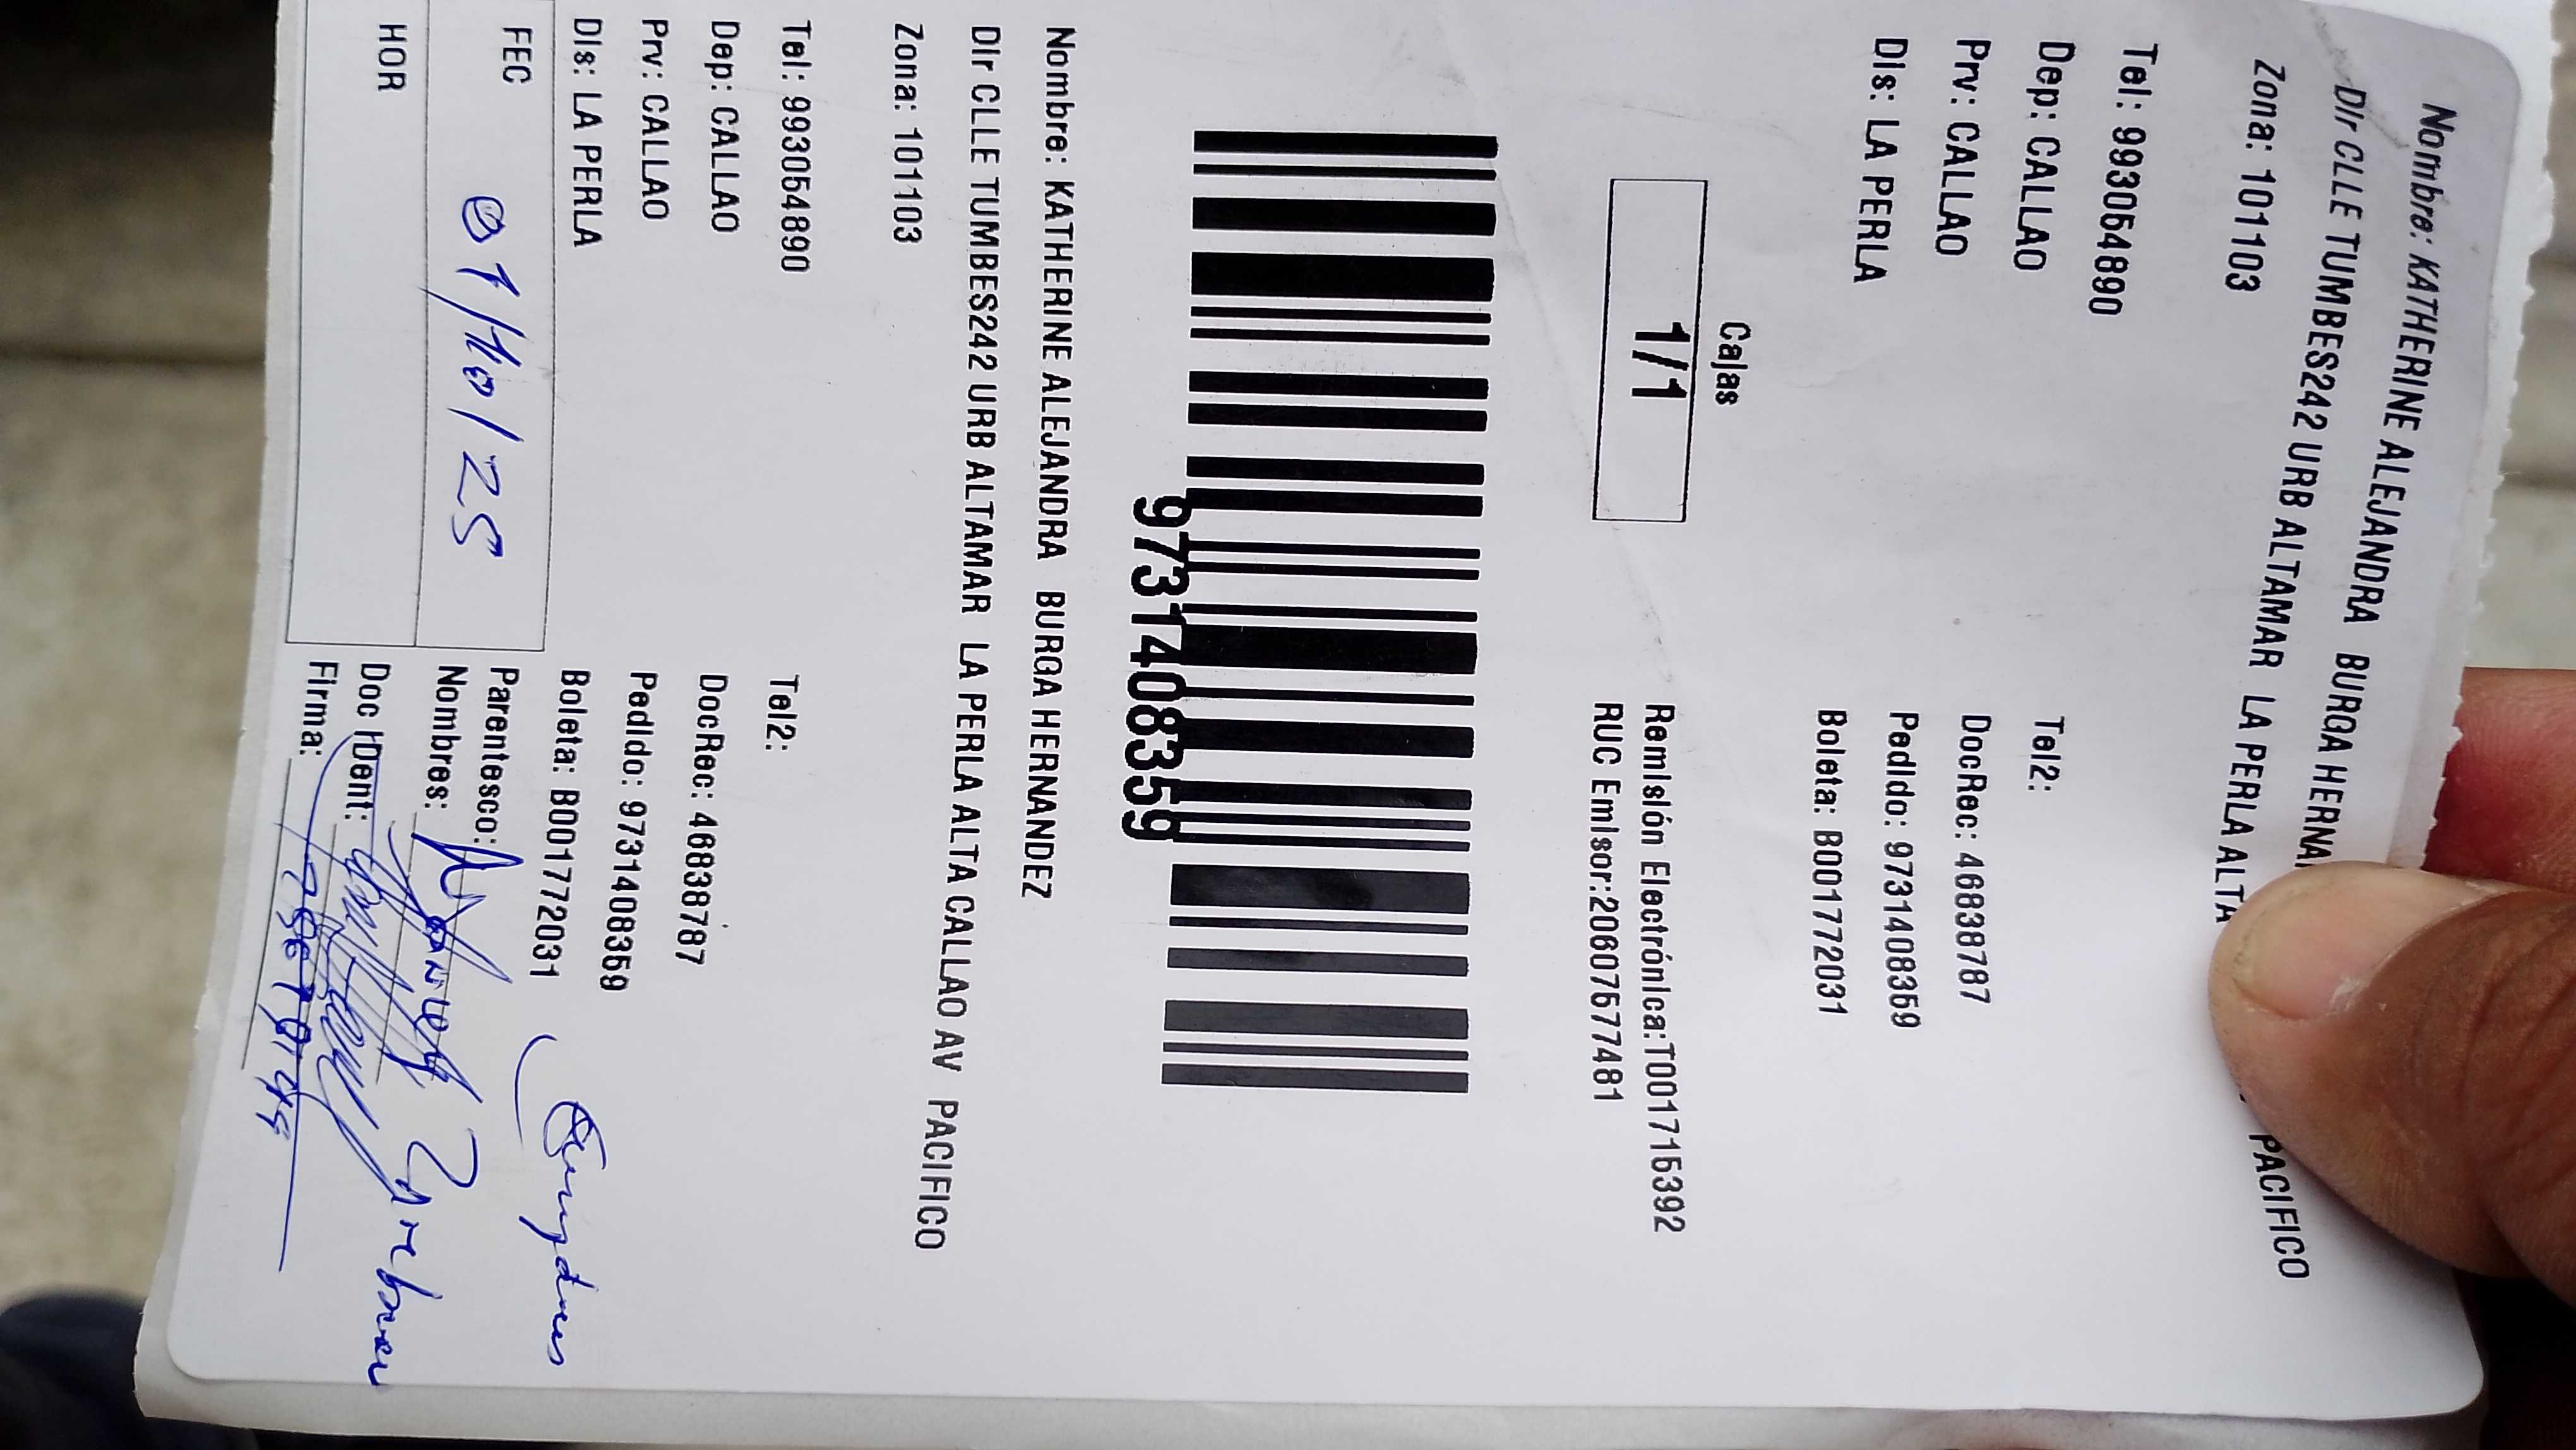 Nombre: KATHERINE ALEJANDRA BURGA HERNA
Dir CLLE TUMBES242 URB ALTAMAR LA PERLA ALTA PACIFICO
Zona: 101103
Tel: 993054890 Tel2:
Dep: CALLAO DocRec: 46838787
Prv: CALLAO Pedido: 9731408359
Dis: LA PERLA Boleta: B001772031
Cajas
1/1
Remisión Electrónica:T001715392
RUC Emisor:20607577481
9731408359
Nombre: KATHERINE ALEJANDRA BURGA HERNANDEZ
Dir CLLE TUMBES242 URB ALTAMAR LA PERLA ALTA CALLAO AV PACIFICO
Zona: 101103
Tel: 993054890 Tel2:
Dep: CALLAO DocRec: 46838787
Prv: CALLAO Pedido: 9731408359
Dis: LA PERLA Boleta: B001772031
FEC 01/10/25
Parentesco:
Nombres:
HOR
Doc IDent:
Firma: